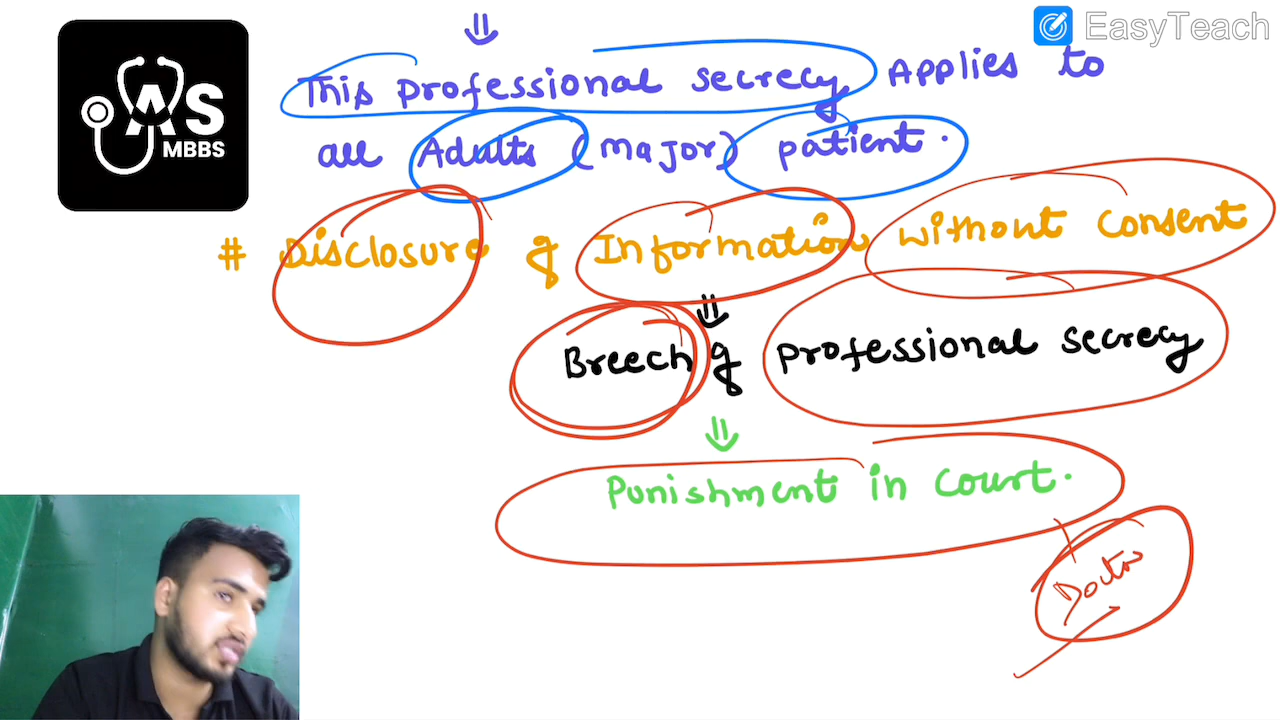 EasyTeach
AS
MBBS
This professional secrecy Applies to
all Adults (major) patient.
# Disclosure of Information without consent
Breech of professional secrecy
Punishment in court.
Doctor